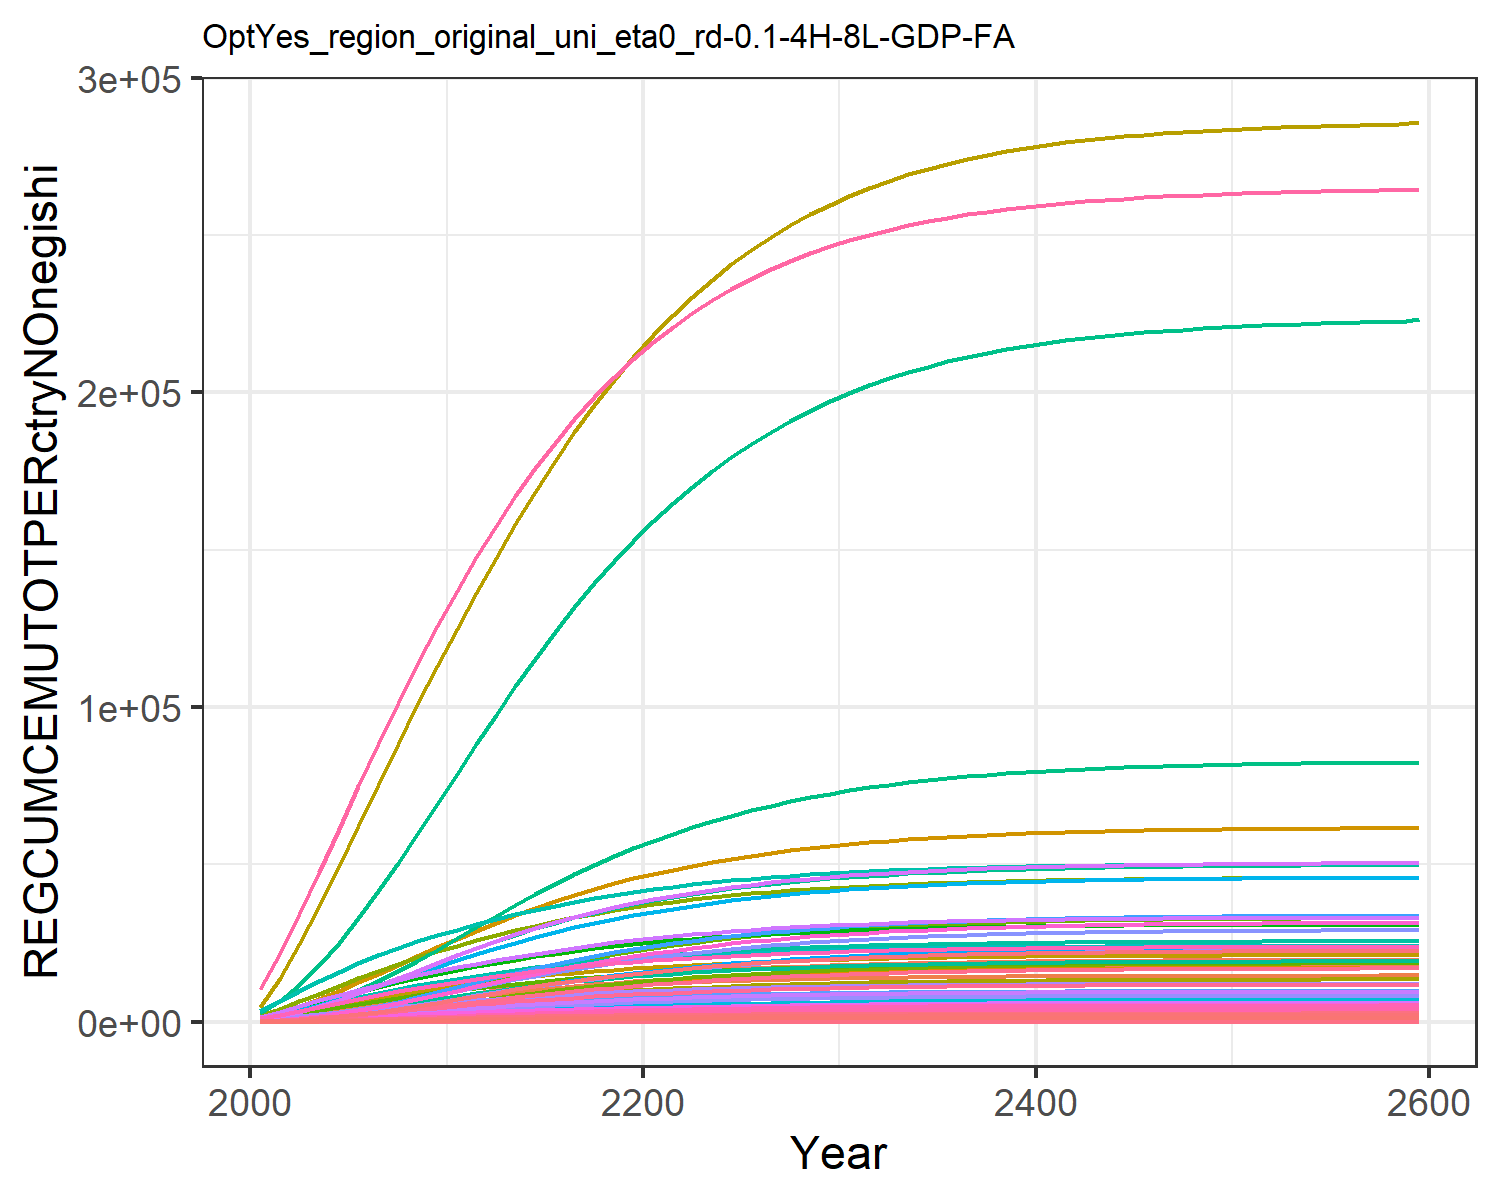 OptYes_region_original_uni_eta0_rd-0.1-4H-8L-GDP-FA
REGCUMCEMUTOTPERctryNOnegishi
3e+05
2e+05
1e+05
0e+00
2000 2200 2400 2600
Year